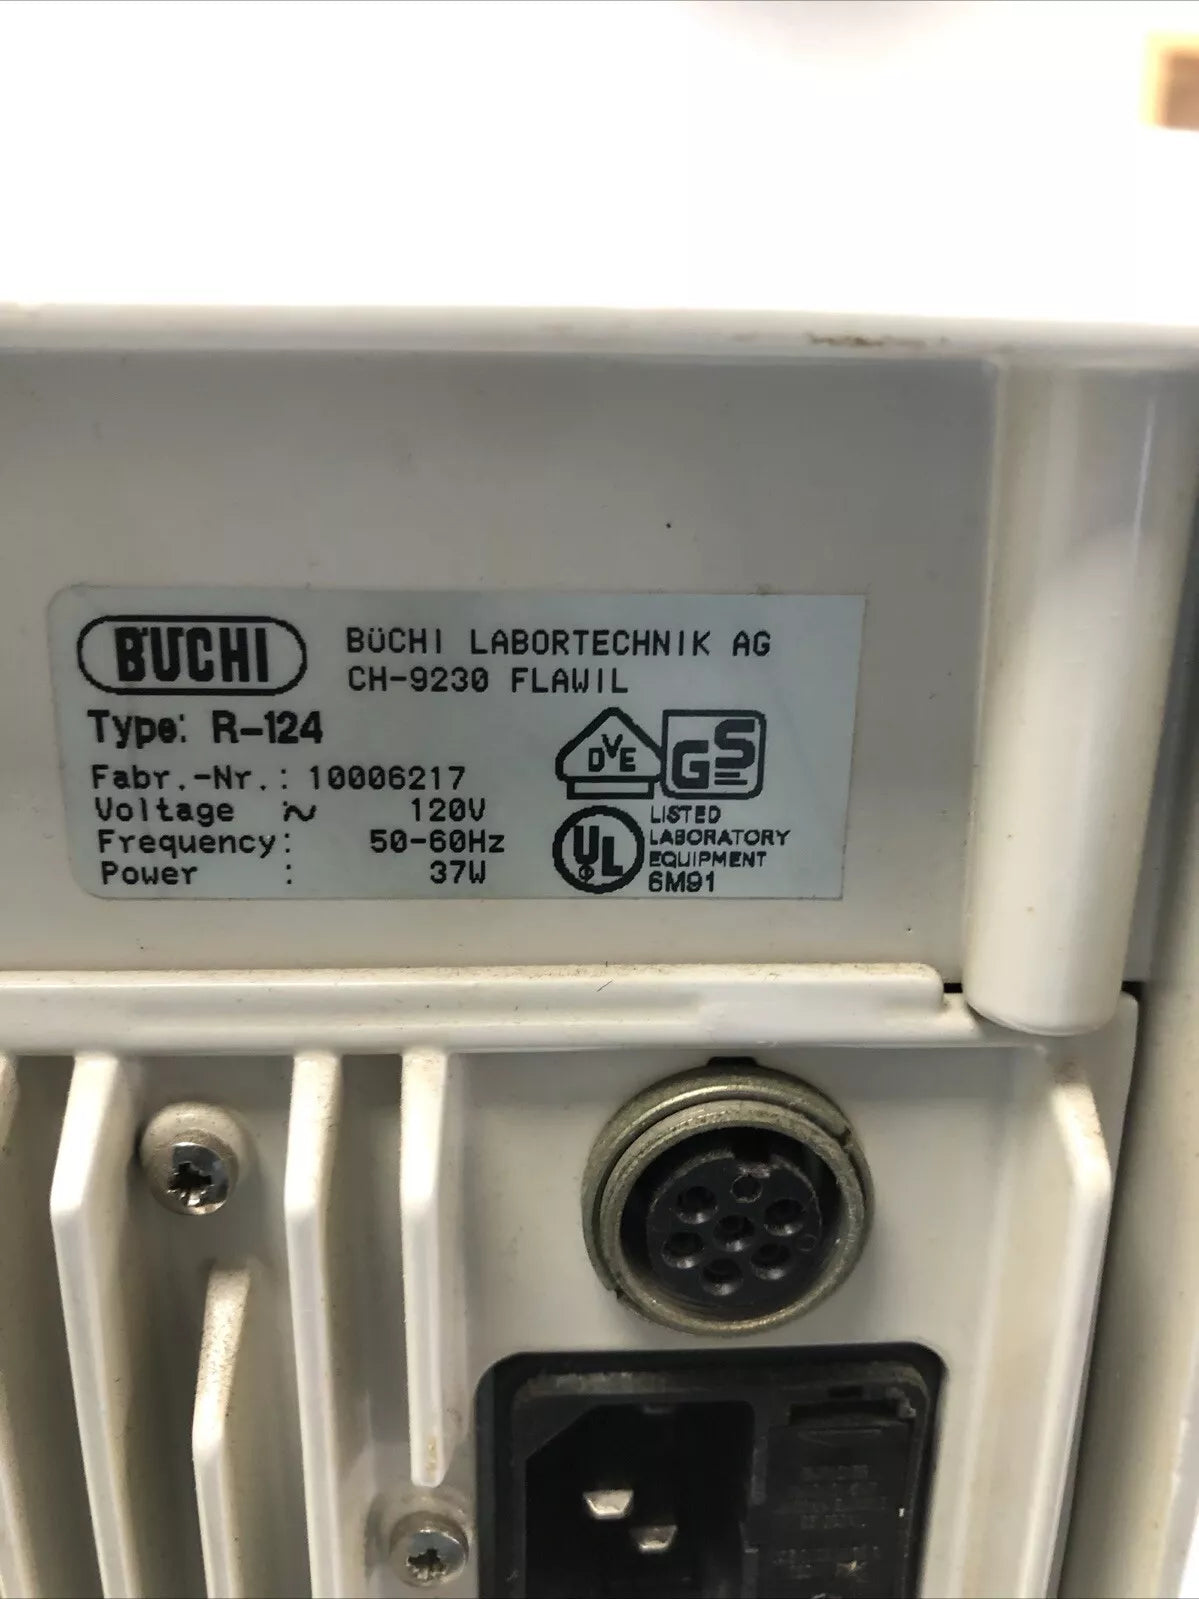 BÜCHI
BÜCHI LABORTECHNIK AG
CH-9230 FLAWIL
Type: R-124
Fabr.-Nr.: 10006217
Voltage ~ 120V
Frequency: 50-60Hz
Power : 37W
DVE
GS
UL
LISTED
LABORATORY
EQUIPMENT
6M91